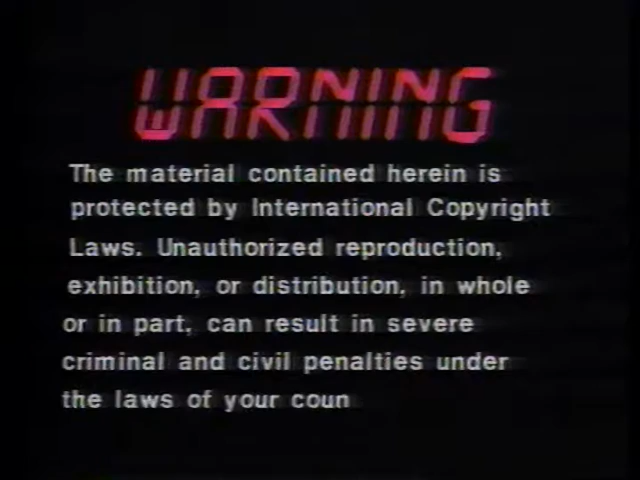 WARNING
The material contained herein is
protected by International Copyright
Laws. Unauthorized reproduction,
exhibition, or distribution, in whole
or in part, can result in severe
criminal and civil penalties under
the laws of your coun